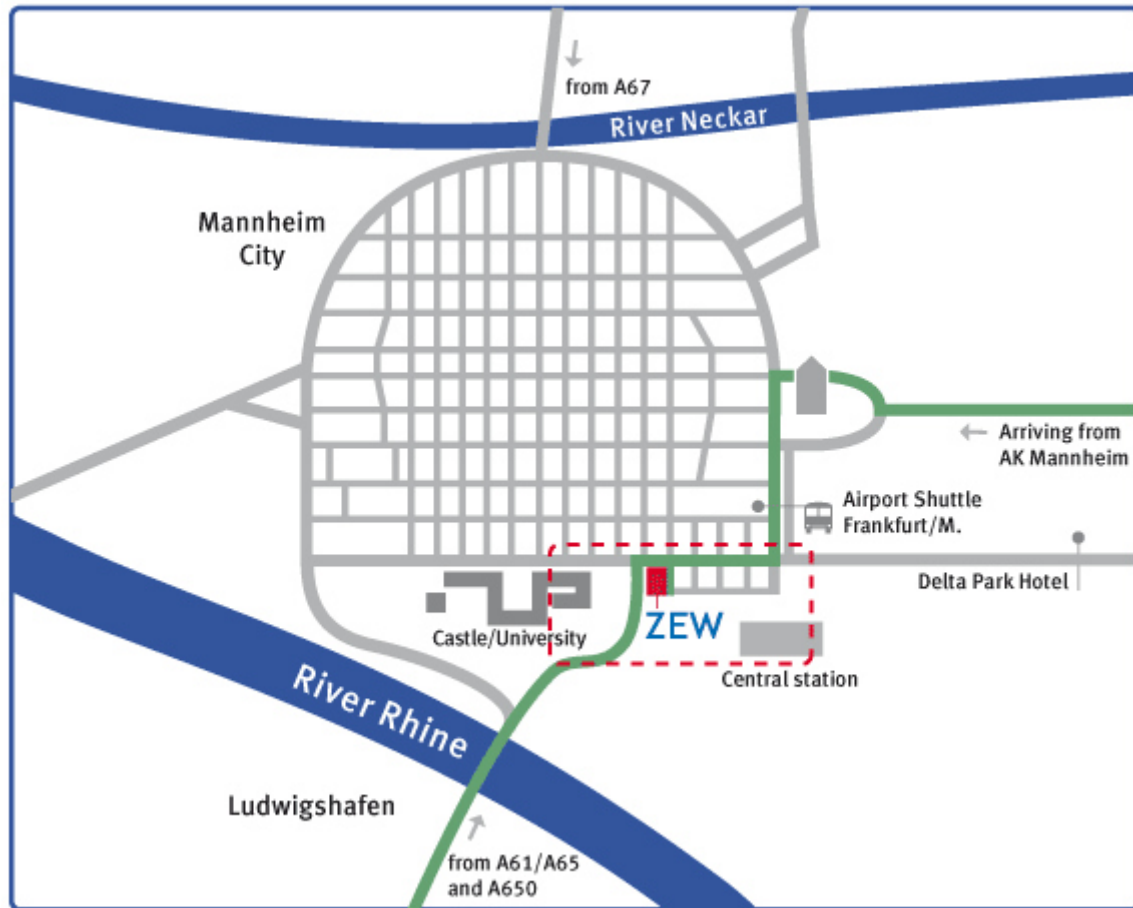 from A67
River Neckar
Mannheim
City
Arriving from
AK Mannheim
Airport Shuttle
Frankfurt/M.
Delta Park Hotel
Castle/University
ZEW
Central station
River Rhine
Ludwigshafen
from A61/A65
and A650